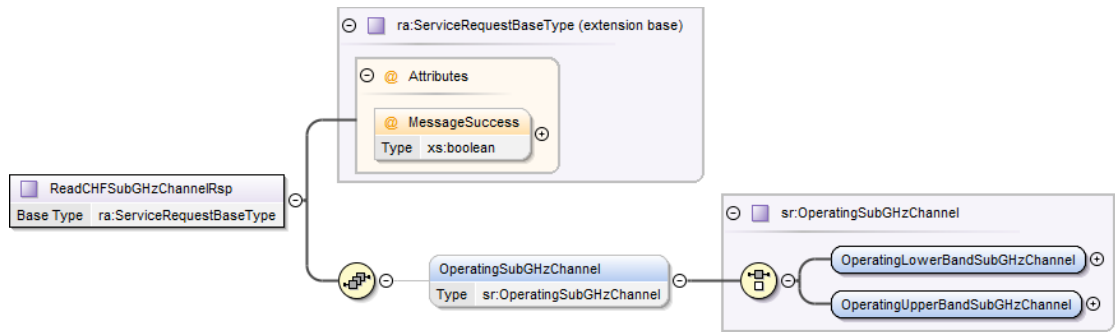 ra:ServiceRequestBaseType (extension base)
@ Attributes
@ MessageSuccess
Type xs:boolean
ReadCHFSubGHzChannelRsp
Base Type ra:ServiceRequestBaseType
sr:OperatingSubGHzChannel
OperatingSubGHzChannel
Type sr:OperatingSubGHzChannel
OperatingLowerBandSubGHzChannel
OperatingUpperBandSubGHzChannel